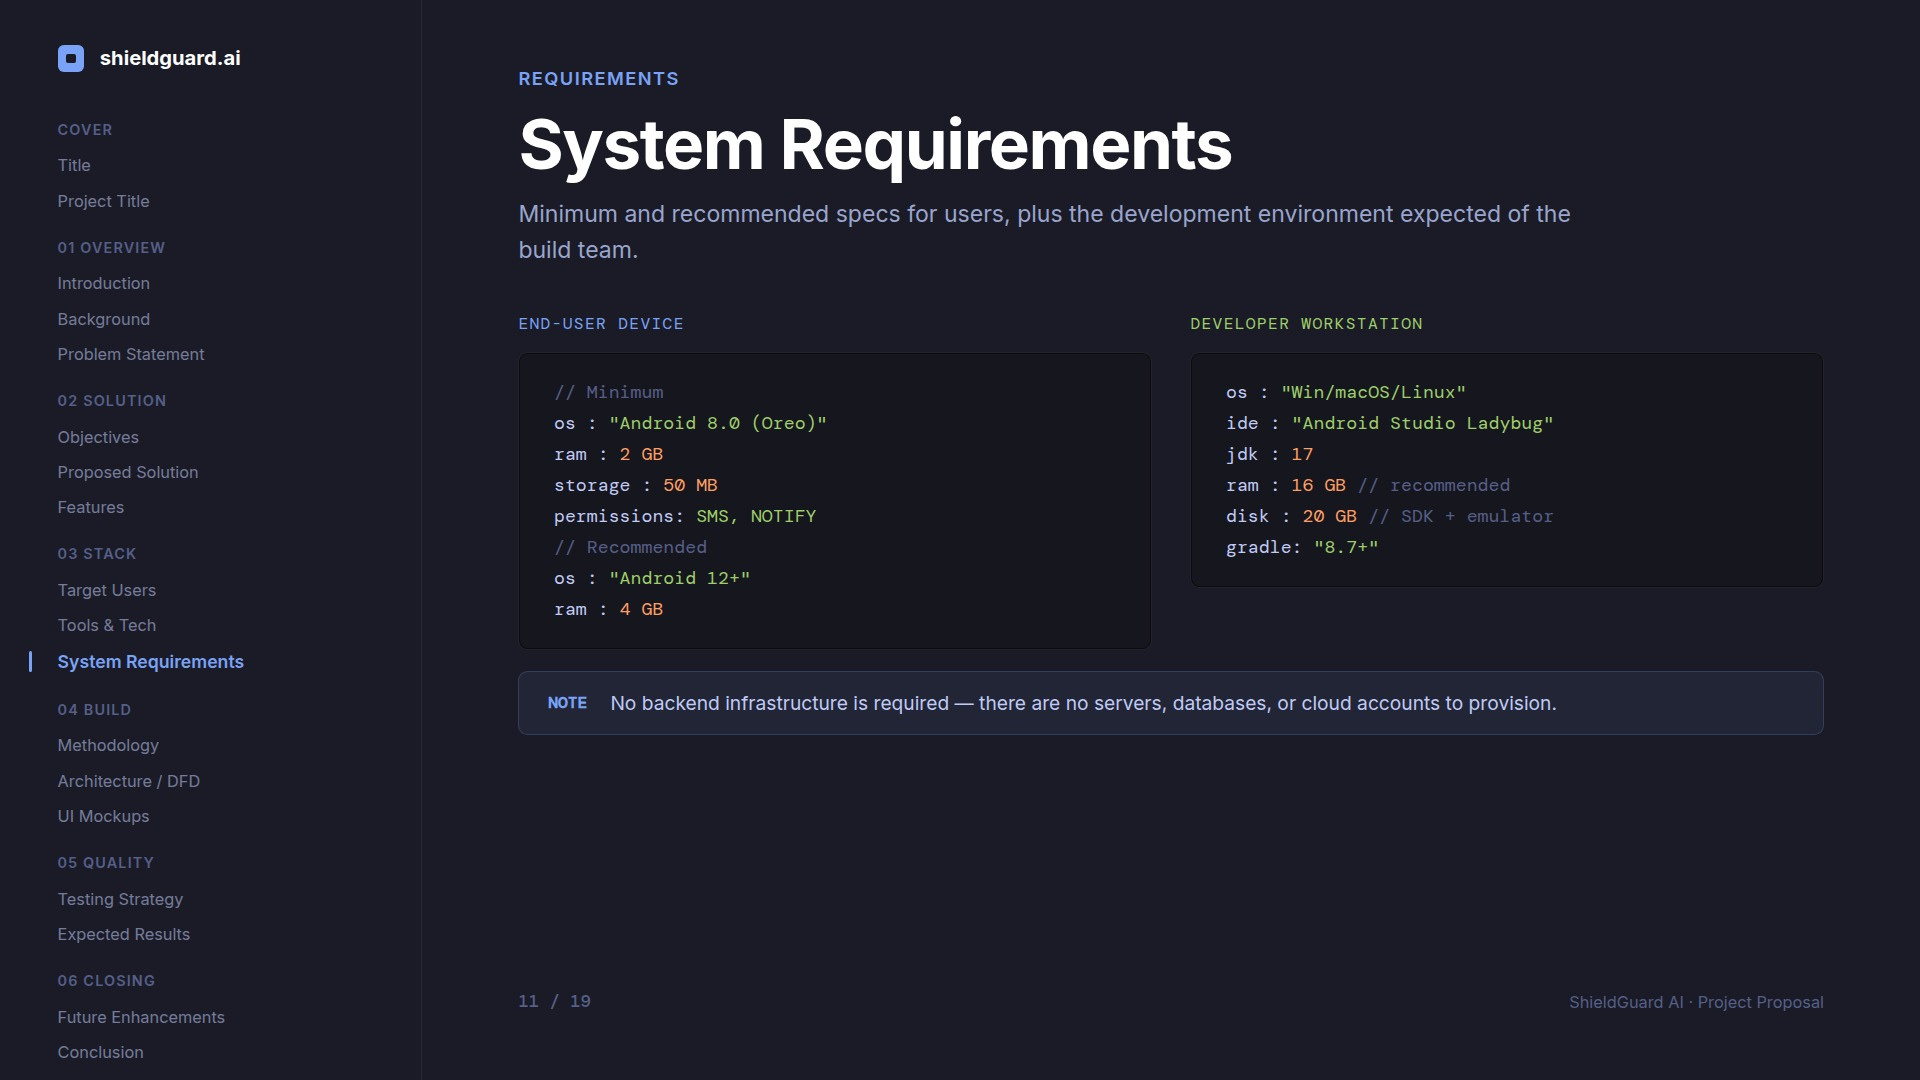 shieldguard.ai
COVER
Title
Project Title
01 OVERVIEW
Introduction
Background
Problem Statement
02 SOLUTION
Objectives
Proposed Solution
Features
03 STACK
Target Users
Tools & Tech
System Requirements
04 BUILD
Methodology
Architecture / DFD
UI Mockups
05 QUALITY
Testing Strategy
Expected Results
06 CLOSING
Future Enhancements
Conclusion
REQUIREMENTS
System Requirements
Minimum and recommended specs for users, plus the development environment expected of the
build team.
END-USER DEVICE
// Minimum
os : "Android 8.0 (Oreo)"
ram : 2 GB
storage : 50 MB
permissions: SMS, NOTIFY
// Recommended
os : "Android 12+"
ram : 4 GB
DEVELOPER WORKSTATION
os : "Win/macOS/Linux"
ide : "Android Studio Ladybug"
jdk : 17
ram : 16 GB // recommended
disk : 20 GB // SDK + emulator
gradle: "8.7+"
NOTE No backend infrastructure is required — there are no servers, databases, or cloud accounts to provision.
11 / 19
ShieldGuard AI · Project Proposal